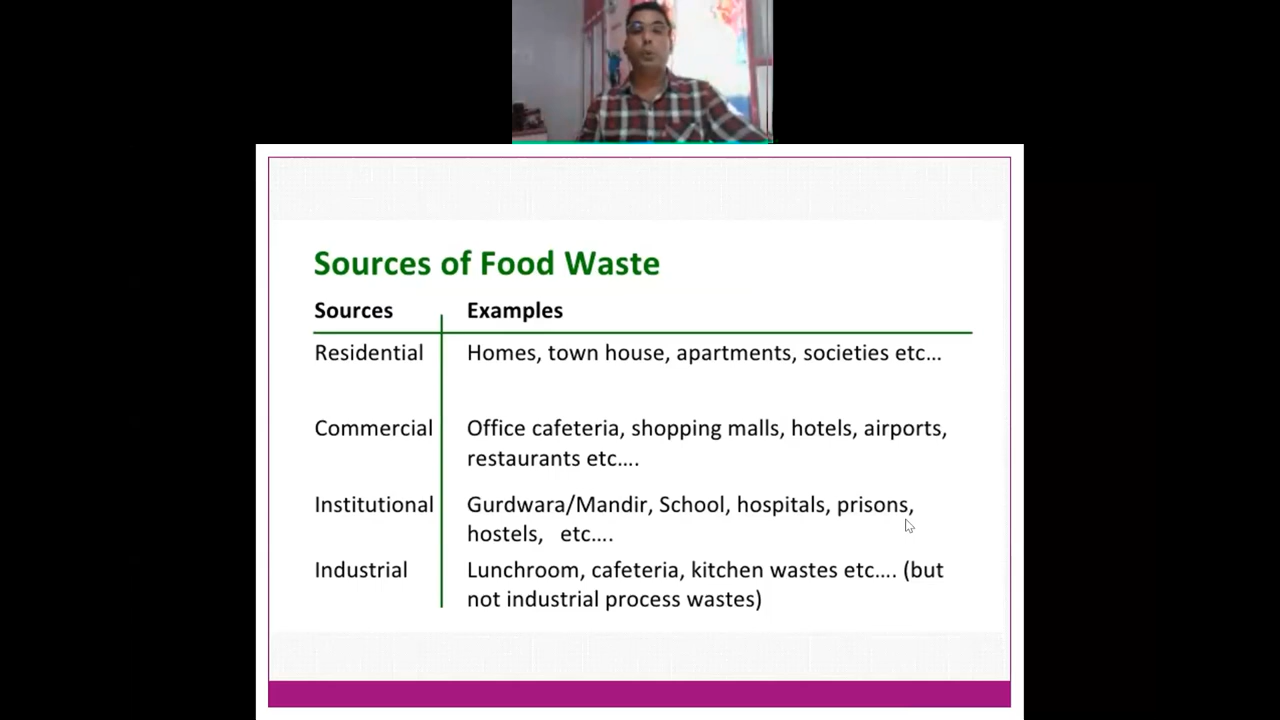 Sources of Food Waste
Sources Examples
Residential Homes, town house, apartments, societies etc...
Commercial Office cafeteria, shopping malls, hotels, airports,
restaurants etc....
Institutional Gurdwara/Mandir, School, hospitals, prisons,
hostels, etc....
Industrial Lunchroom, cafeteria, kitchen wastes etc.... (but
not industrial process wastes)